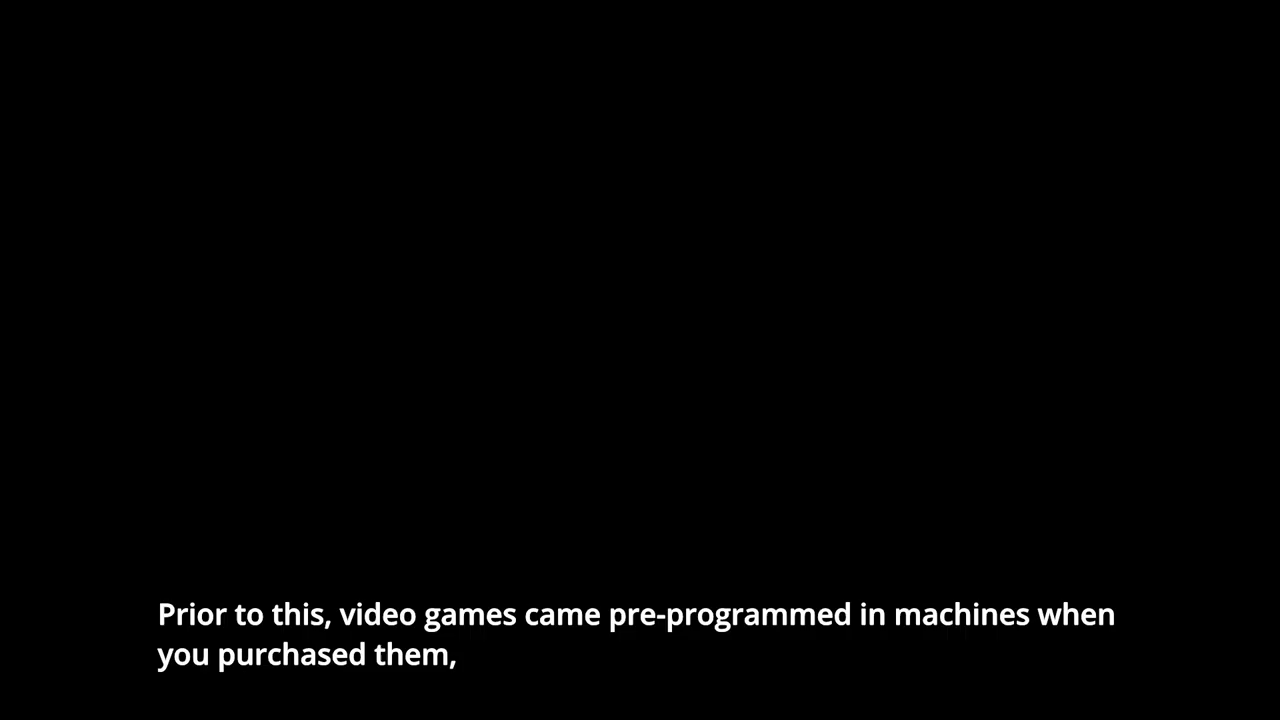 Prior to this, video games came pre-programmed in machines when
you purchased them,